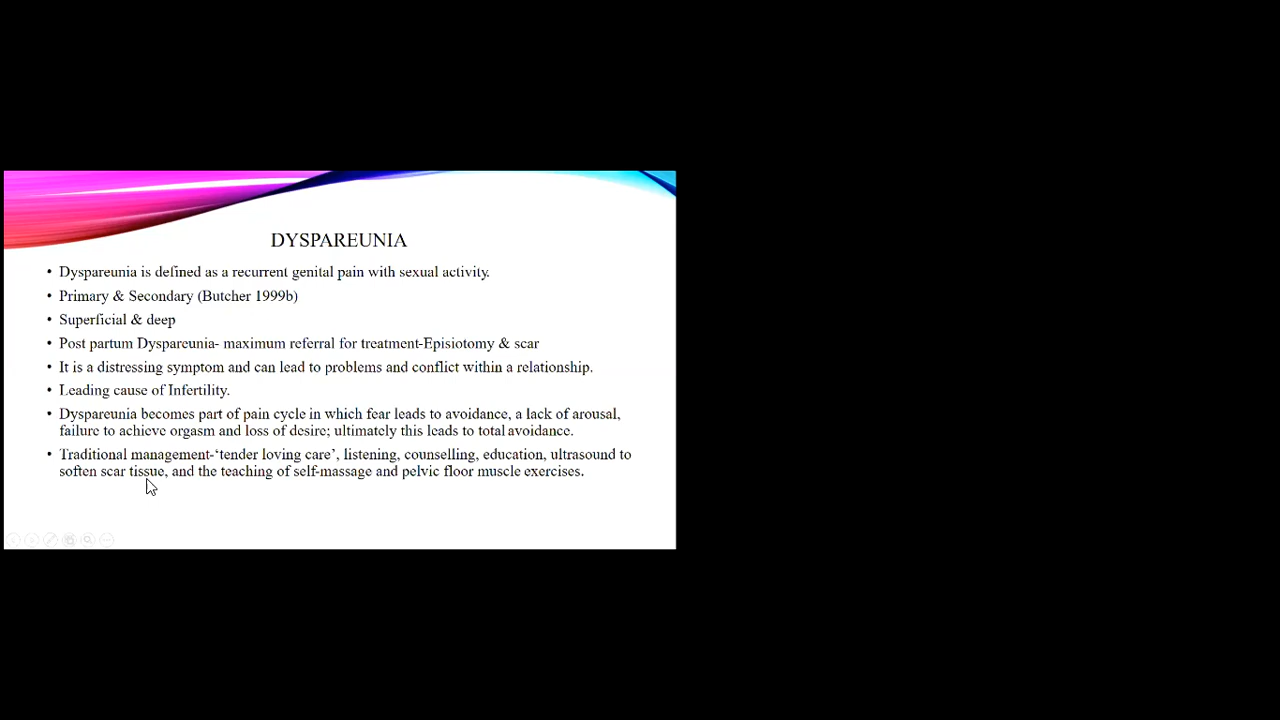 DYSPAREUNIA
• Dyspareunia is defined as a recurrent genital pain with sexual activity.
• Primary & Secondary (Butcher 1999b)
• Superficial & deep
• Post partum Dyspareunia- maximum referral for treatment-Episiotomy & scar
• It is a distressing symptom and can lead to problems and conflict within a relationship.
• Leading cause of Infertility.
• Dyspareunia becomes part of pain cycle in which fear leads to avoidance, a lack of arousal,
failure to achieve orgasm and loss of desire; ultimately this leads to total avoidance.
• Traditional management-‘tender loving care’, listening, counselling, education, ultrasound to
soften scar tissue, and the teaching of self-massage and pelvic floor muscle exercises.